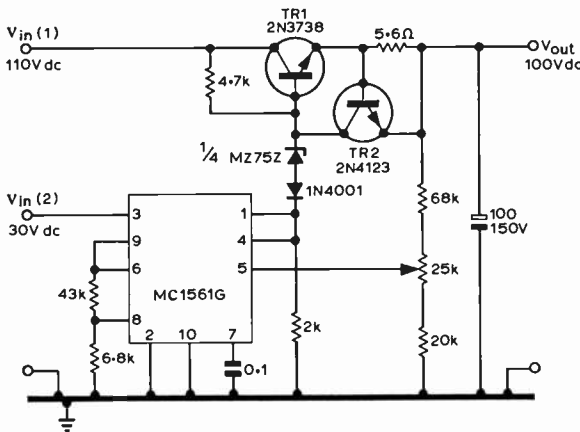 TR1
2N3738
V in (1)
110V dc
5·6Ω
Vout
100V dc
4·7k
TR2
2N4123
1/4 MZ75Z
1N4001
V in (2)
30V dc
3
1
9
4
6
5
8
MC1561G
2
10
7
43k
6·8k
0·1
2k
68k
25k
20k
100
150V